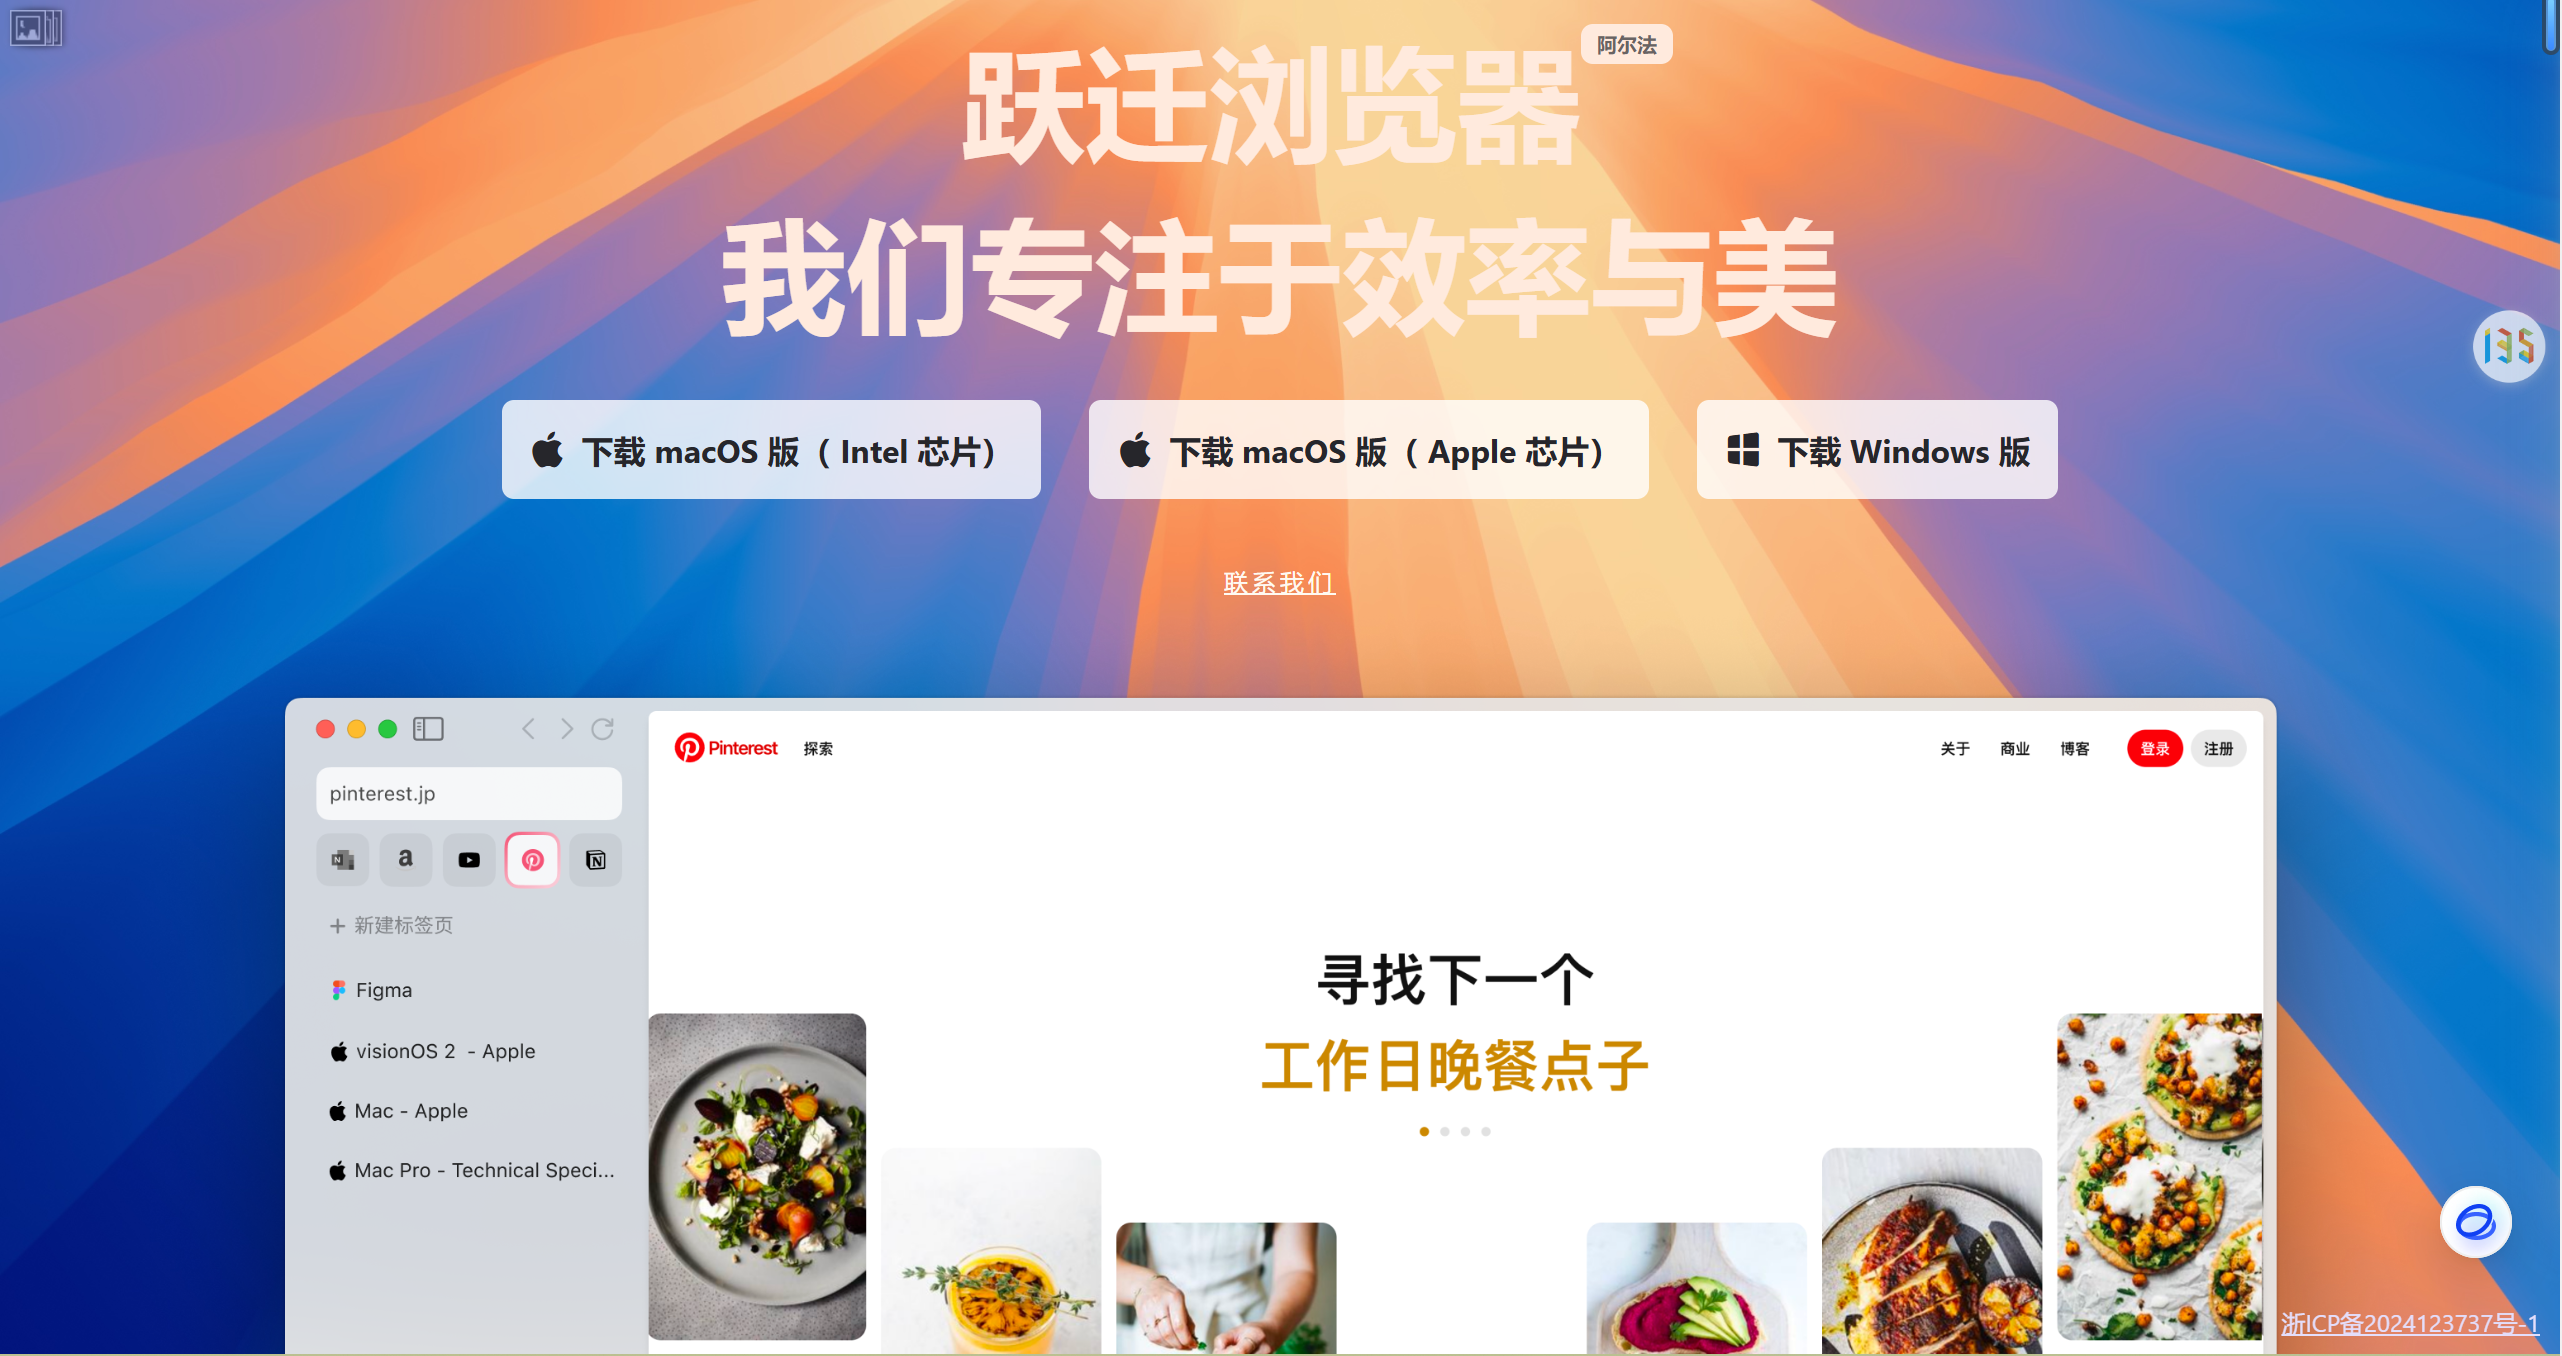 跃迁浏览器
阿尔法
我们专注于效率与美
下载 macOS 版（ Intel 芯片）
下载 macOS 版（ Apple 芯片）
下载 Windows 版
联系我们
135
Pinterest
探索
关于
商业
博客
登录
注册
pinterest.jp
新建标签页
Figma
visionOS 2 - Apple
Mac - Apple
Mac Pro - Technical Speci...
寻找下一个
工作日晚餐点子
浙ICP备2024123737号-1